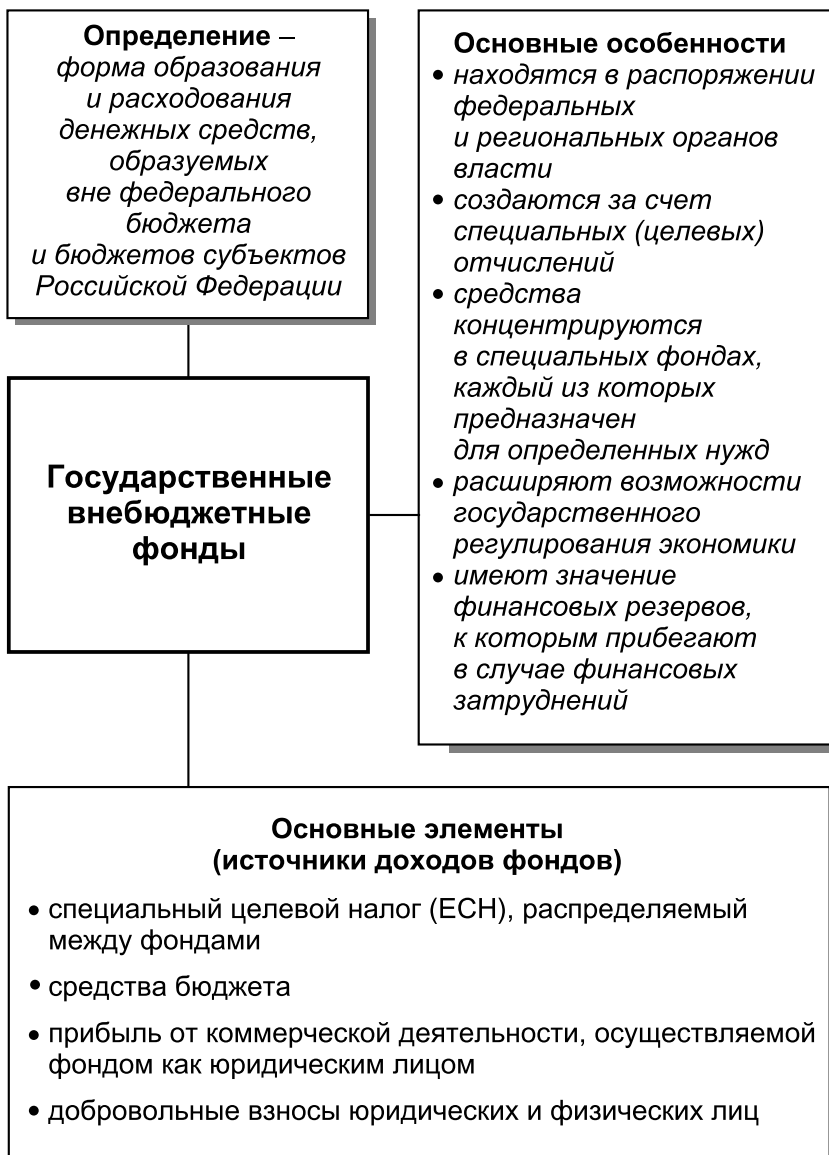 Определение –
форма образования
и расходования
денежных средств,
образуемых
вне федерального
бюджета
и бюджетов субъектов
Российской Федерации
Основные особенности
• находятся в распоряжении
федеральных
и региональных органов
власти
• создаются за счет
специальных (целевых)
отчислений
• средства
концентрируются
в специальных фондах,
каждый из которых
предназначен
для определенных нужд
• расширяют возможности
государственного
регулирования экономики
• имеют значение
финансовых резервов,
к которым прибегают
в случае финансовых
затруднений
Государственные
внебюджетные
фонды
Основные элементы
(источники доходов фондов)
• специальный целевой налог (ЕСН), распределяемый
между фондами
• средства бюджета
• прибыль от коммерческой деятельности, осуществляемой
фондом как юридическим лицом
• добровольные взносы юридических и физических лиц